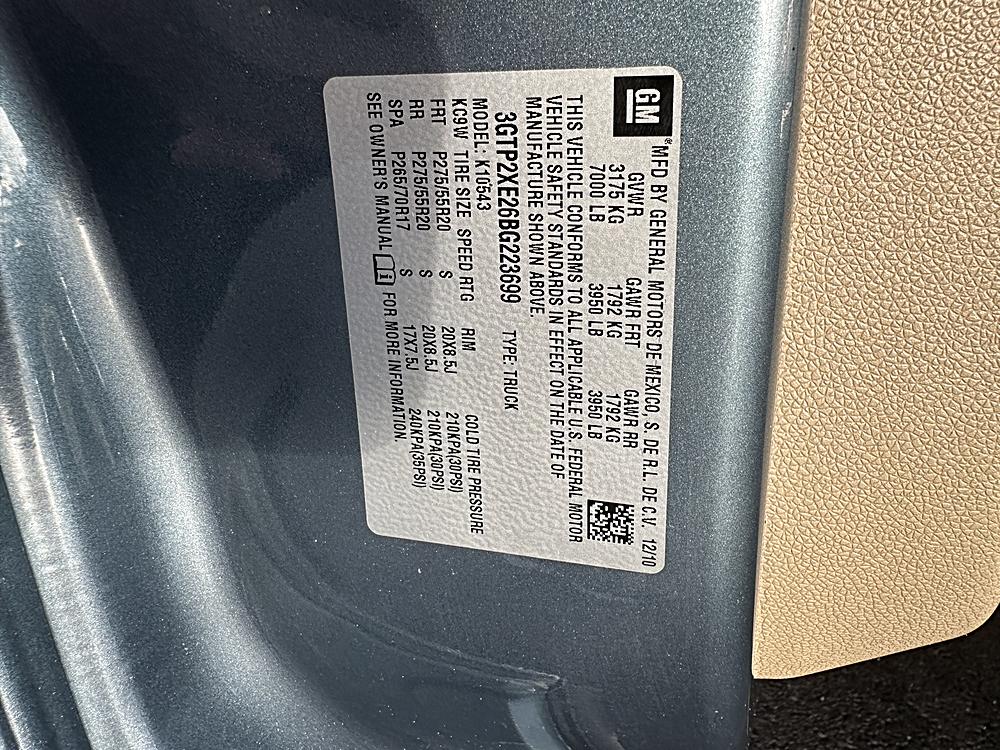 GM
® MFD BY GENERAL MOTORS DE MEXICO, S. DE R.L. DE C.V. 12/10
GVWR GAWR FRT GAWR RR
3175 KG 1792 KG 1792 KG
7000 LB 3950 LB 3950 LB
THIS VEHICLE CONFORMS TO ALL APPLICABLE U.S. FEDERAL MOTOR
VEHICLE SAFETY STANDARDS IN EFFECT ON THE DATE OF
MANUFACTURE SHOWN ABOVE.
3GTP2XE26BG223699 TYPE: TRUCK
MODEL: K10543
KC9W TIRE SIZE SPEED RTG RIM COLD TIRE PRESSURE
FRT P275/55R20 S 20X8.5J 210KPA(30PSI)
RR P275/55R20 S 20X8.5J 210KPA(30PSI)
SPA P265/70R17 S 17X7.5J 240KPA(35PSI)
SEE OWNER'S MANUAL FOR MORE INFORMATION.